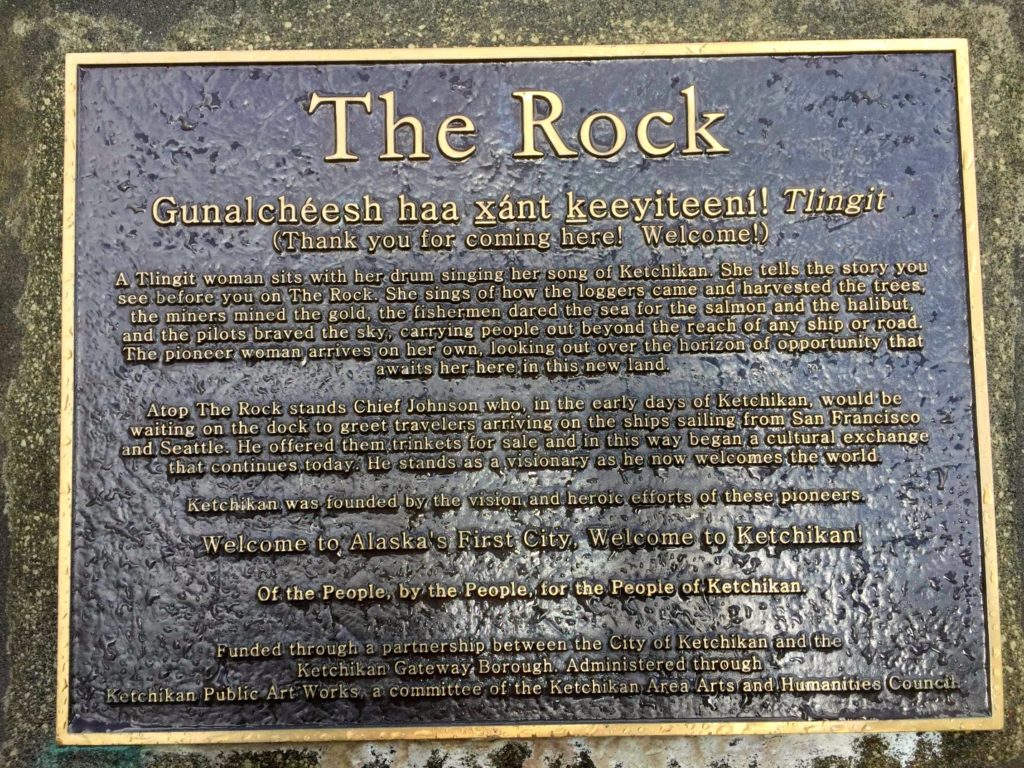 The Rock
Gunalchéesh haa x̲ánt k̲eeyiteení! Tlingit
(Thank you for coming here! Welcome!)
A Tlingit woman sits with her drum singing her song of Ketchikan. She tells the story you
see before you on The Rock. She sings of how the loggers came and harvested the trees,
the miners mined the gold, the fishermen dared the sea for the salmon and the halibut,
and the pilots braved the sky, carrying people out beyond the reach of any ship or road.
The pioneer woman arrives on her own, looking out over the horizon of opportunity that
awaits her here in this new land.
Atop The Rock stands Chief Johnson who, in the early days of Ketchikan, would be
waiting on the dock to greet travelers arriving on the ships sailing from San Francisco
and Seattle. He offered them trinkets for sale and in this way began a cultural exchange
that continues today. He stands as a visionary as he now welcomes the world.
Ketchikan was founded by the vision and heroic efforts of these pioneers.
Welcome to Alaska's First City, Welcome to Ketchikan!
Of the People, by the People, for the People of Ketchikan.
Funded through a partnership between the City of Ketchikan and the
Ketchikan Gateway Borough. Administered through
Ketchikan Public Art Works, a committee of the Ketchikan Area Arts and Humanities Council.